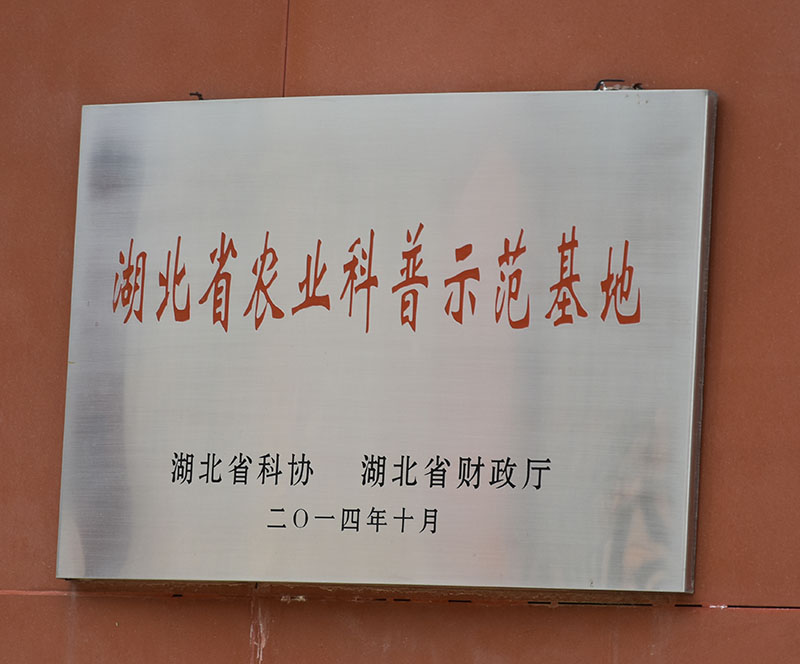 湖北省农业科普示范基地
湖北省科协 湖北省财政厅
二〇一四年十月